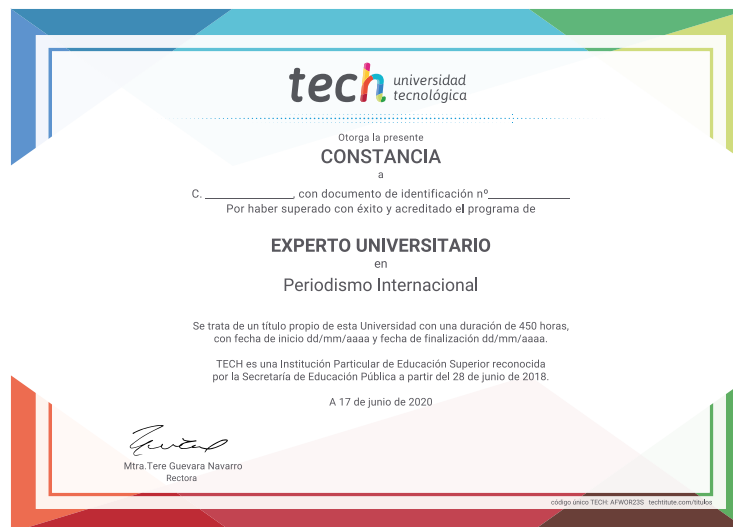 tech universidad
tecnológica
Otorga la presente
CONSTANCIA
a
C. ______________, con documento de identificación nº______________
Por haber superado con éxito y acreditado el programa de
EXPERTO UNIVERSITARIO
en
Periodismo Internacional
Se trata de un título propio de esta Universidad con una duración de 450 horas,
con fecha de inicio dd/mm/aaaa y fecha de finalización dd/mm/aaaa.
TECH es una Institución Particular de Educación Superior reconocida
por la Secretaría de Educación Pública a partir del 28 de junio de 2018.
A 17 de junio de 2020
Mtra.Tere Guevara Navarro
Rectora
código único TECH: AFWOR23S techtitute.com/titulos